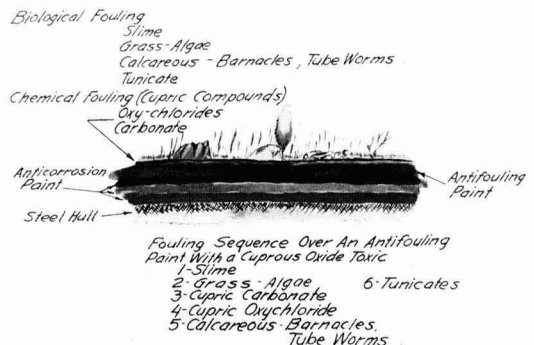 Biological Fouling
Slime
Grass-Algae
Calcareous - Barnacles, Tube Worms
Tunicate
Chemical Fouling (Cupric Compounds)
Oxy-chlorides
Carbonate
Anticorrosion
Paint
Antifouling
Paint
Steel Hull
Fouling Sequence Over An Antifouling
Paint With a Cuprous Oxide Toxic
1-Slime
2-Grass-Algae 6-Tunicates
3-Cupric Carbonate
4-Cupric Oxychloride
5-Calcareous-Barnacles,
Tube Worms